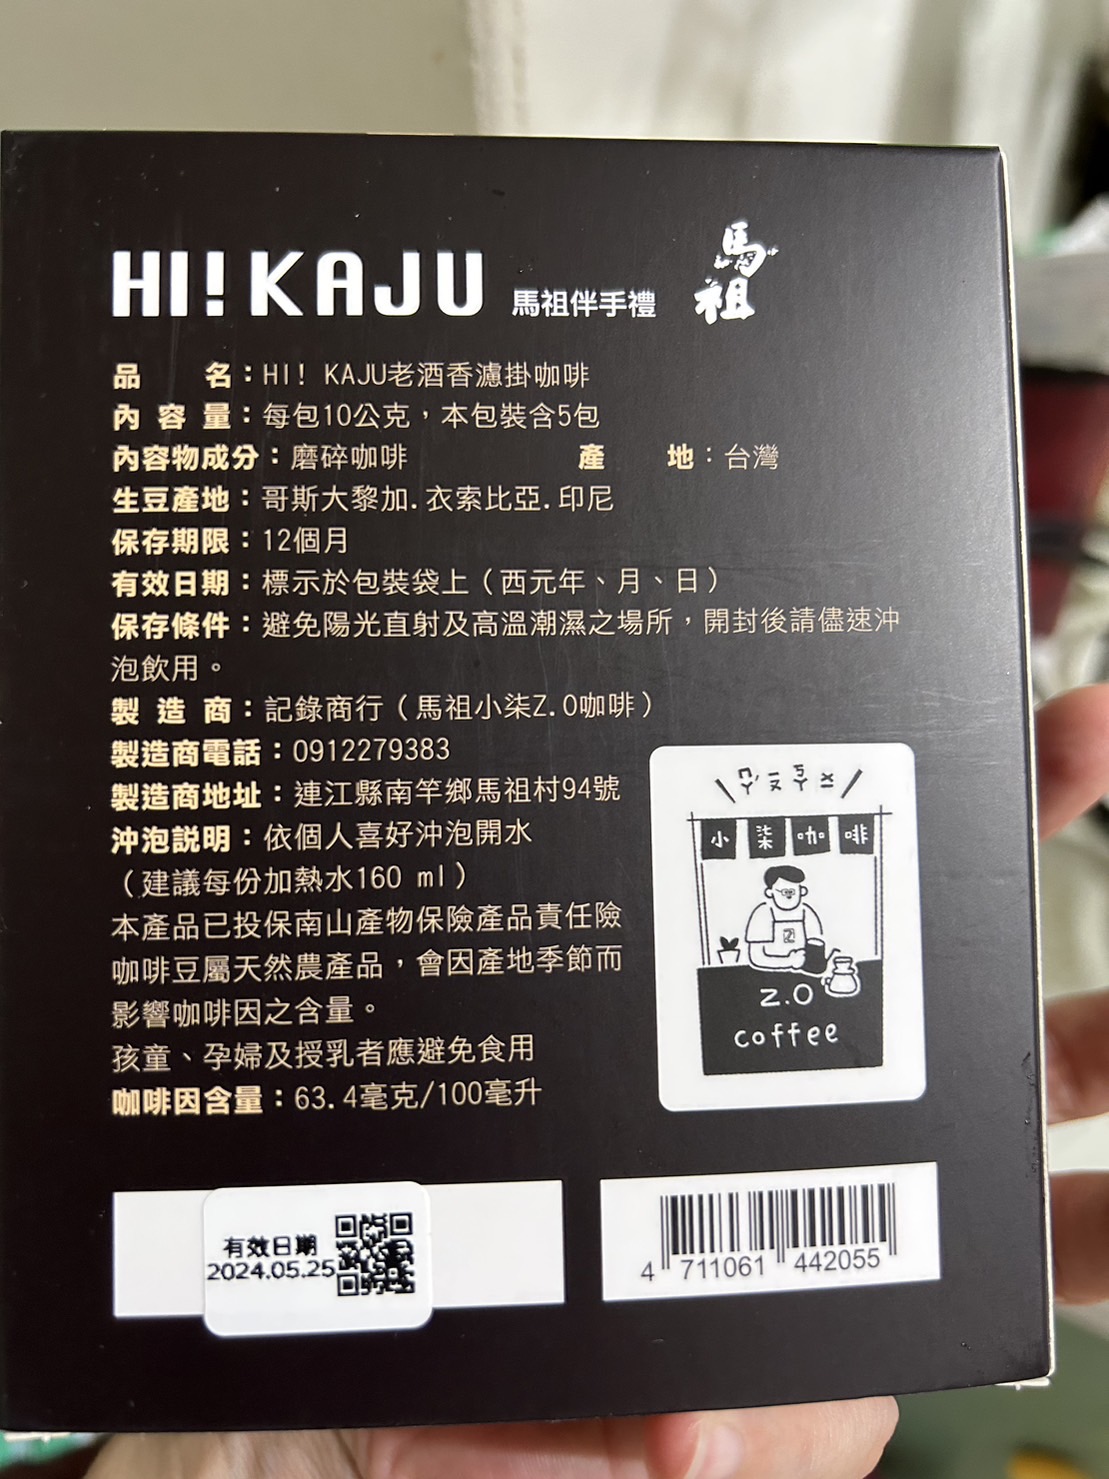 HI!KAJU 馬祖伴手禮 馬祖
品名：HI! KAJU老酒香濾掛咖啡
內容量：每包10公克，本包裝含5包
內容物成分：磨碎咖啡 產地：台灣
生豆產地：哥斯大黎加.衣索比亞.印尼
保存期限：12個月
有效日期：標示於包裝袋上（西元年、月、日）
保存條件：避免陽光直射及高溫潮濕之場所，開封後請儘速沖
泡飲用。
製造商：記錄商行（馬祖小柒Z.O咖啡）
製造商電話：0912279383
製造商地址：連江縣南竿鄉馬祖村94號
沖泡説明：依個人喜好沖泡開水
（建議每份加熱水160 ml）
本產品已投保南山產物保險產品責任險
咖啡豆屬天然農產品，會因產地季節而
影響咖啡因之含量。
孩童、孕婦及授乳者應避免食用
咖啡因含量：63.4毫克/100毫升
小柒咖啡
Z.O
coffee
有效日期
2024.05.25
4 711061 442055